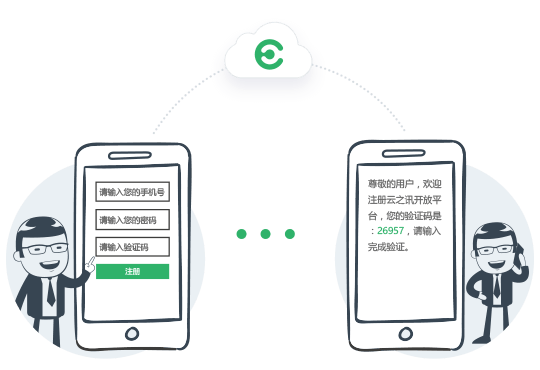 请输入您的手机号
请输入您的密码
请输入验证码
注册
尊敬的用户，欢迎
注册云之讯开放平
台，您的验证码是
：26957，请输入
完成验证。